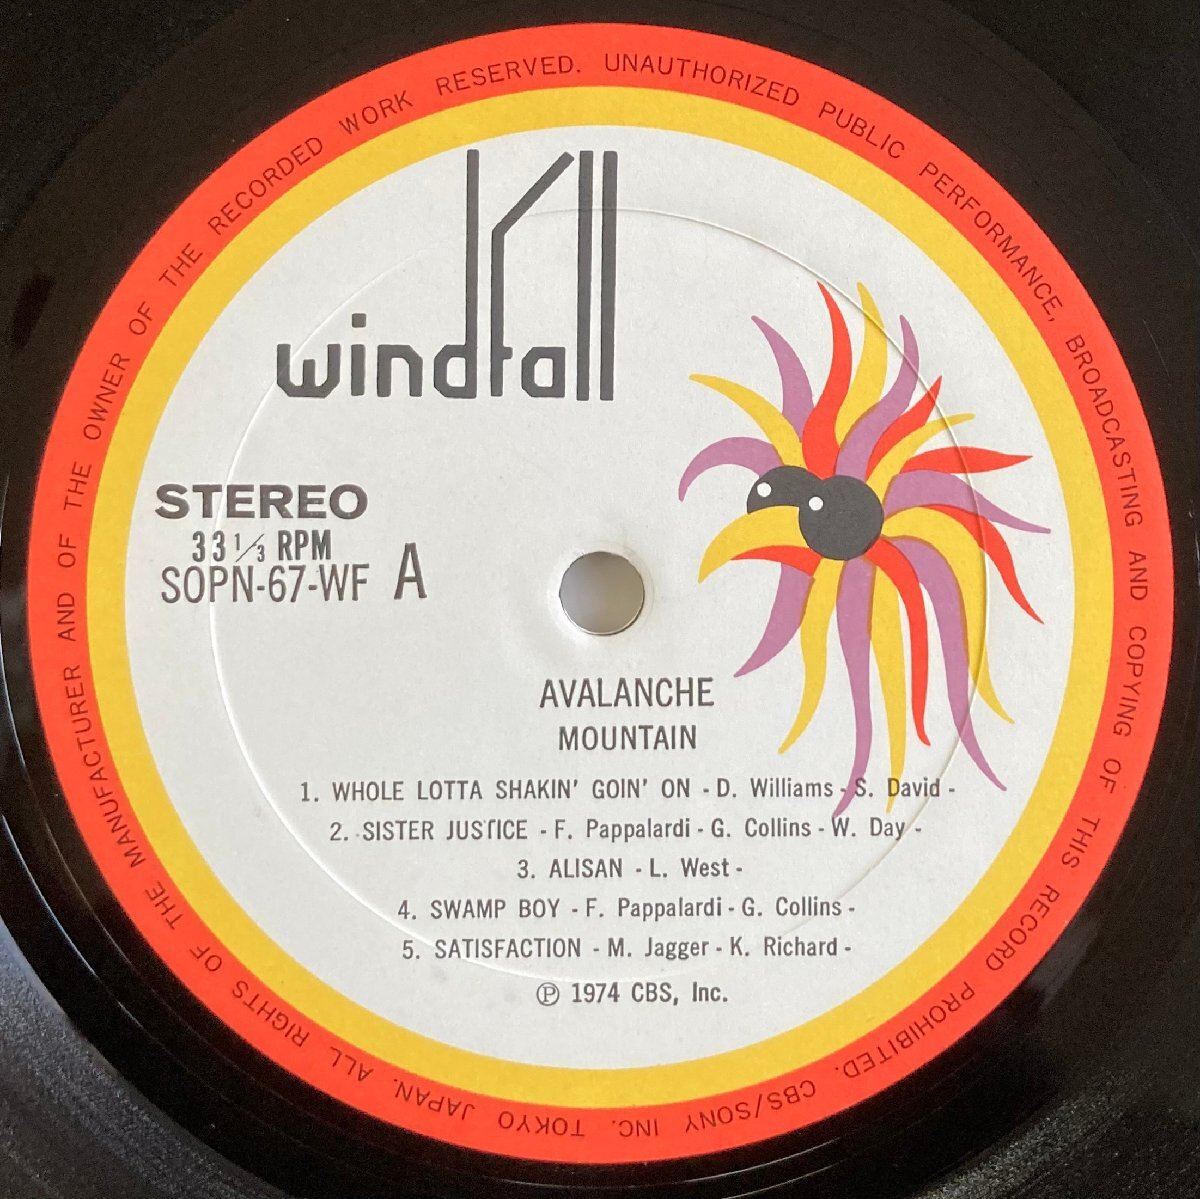 windfall
STEREO
33 1/3 RPM
SOPN-67-WF A
AVALANCHE
MOUNTAIN
1. WHOLE LOTTA SHAKIN' GOIN' ON - D. Williams - S. David -
2. SISTER JUSTICE - F. Pappalardi - G. Collins - W. Day -
3. ALISAN - L. West -
4. SWAMP BOY - F. Pappalardi - G. Collins -
5. SATISFACTION - M. Jagger - K. Richard -
℗ 1974 CBS, Inc.
CBS/SONY INC. TOKYO JAPAN. ALL RIGHTS OF THE MANUFACTURER AND OF THE OWNER OF THE RECORDED WORK RESERVED. UNAUTHORIZED PUBLIC PERFORMANCE, BROADCASTING AND COPYING OF THIS RECORD PROHIBITED.